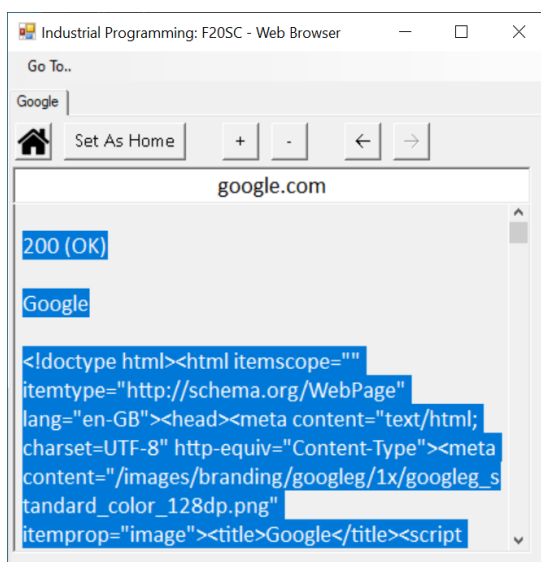 Industrial Programming: F20SC - Web Browser
Go To..
Google
Set As Home + - ← →
google.com
200 (OK)
Google
<!doctype html><html itemscope=""
itemtype="http://schema.org/WebPage"
lang="en-GB"><head><meta content="text/html;
charset=UTF-8" http-equiv="Content-Type"><meta
content="/images/branding/googleg/1x/googleg_s
tandard_color_128dp.png"
itemprop="image"><title>Google</title><script